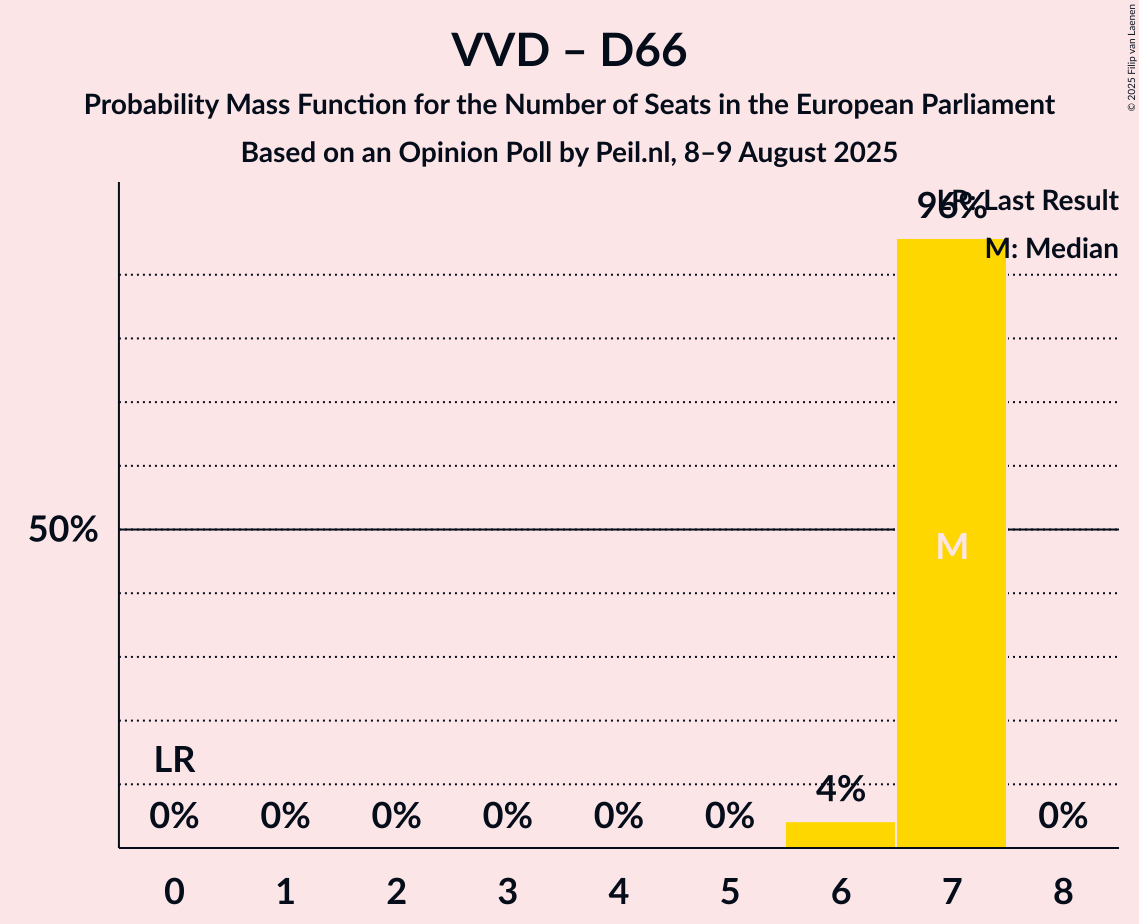 VVD – D66
Probability Mass Function for the Number of Seats in the European Parliament
Based on an Opinion Poll by Peil.nl, 8–9 August 2025
© 2025 Filip van Laenen
LR: Last Result
M: Median
96%
50%
M
LR
4%
0% 0% 0% 0% 0% 0% 0%
0 1 2 3 4 5 6 7 8